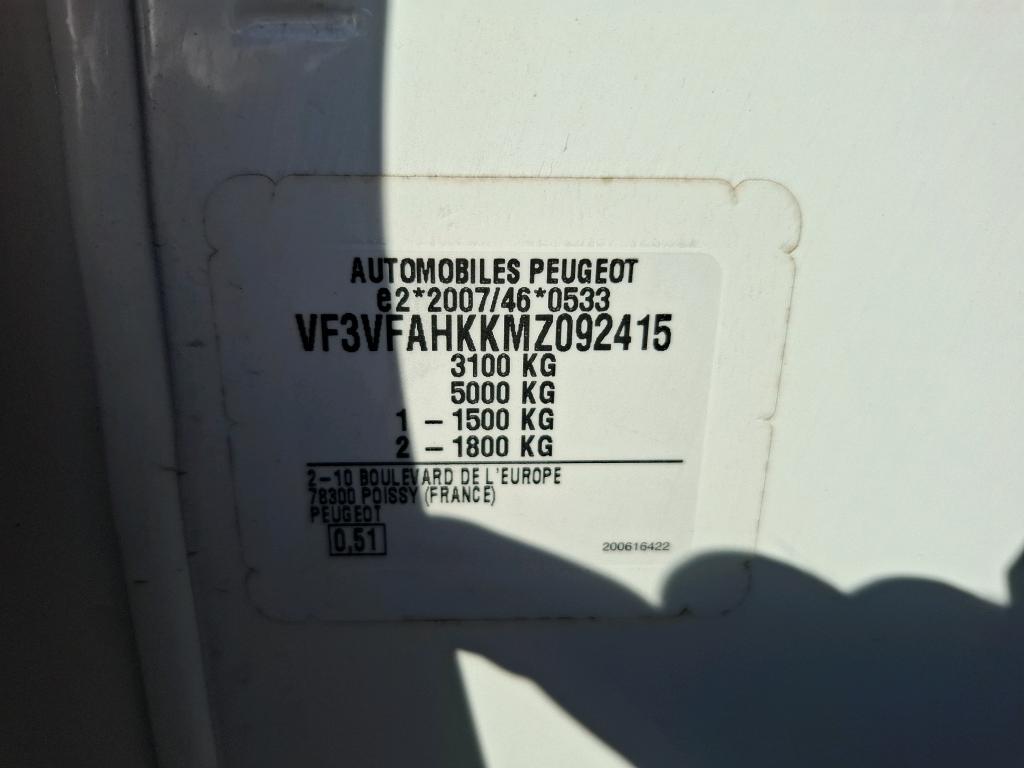 AUTOMOBILES PEUGEOT
e2*2007/46*0533
VF3VFAHKKMZ092415
3100 KG
5000 KG
1 - 1500 KG
2 - 1800 KG
2-10 BOULEVARD DE L'EUROPE
78300 POISSY (FRANCE)
PEUGEOT
0,51
200616422